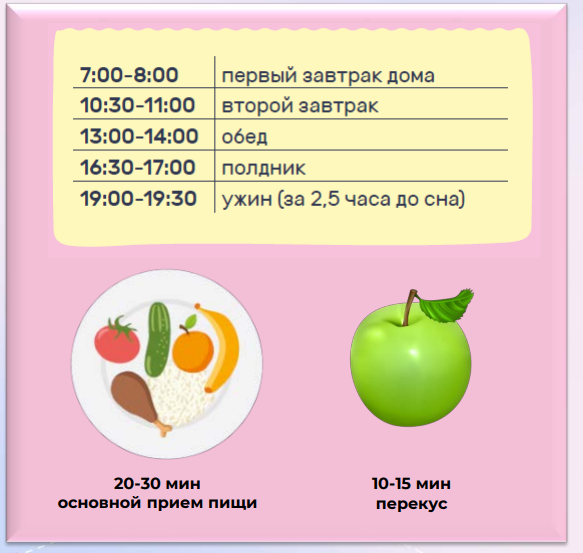 7:00-8:00 первый завтрак дома
10:30-11:00 второй завтрак
13:00-14:00 обед
16:30-17:00 полдник
19:00-19:30 ужин (за 2,5 часа до сна)
20-30 мин
основной прием пищи
10-15 мин
перекус